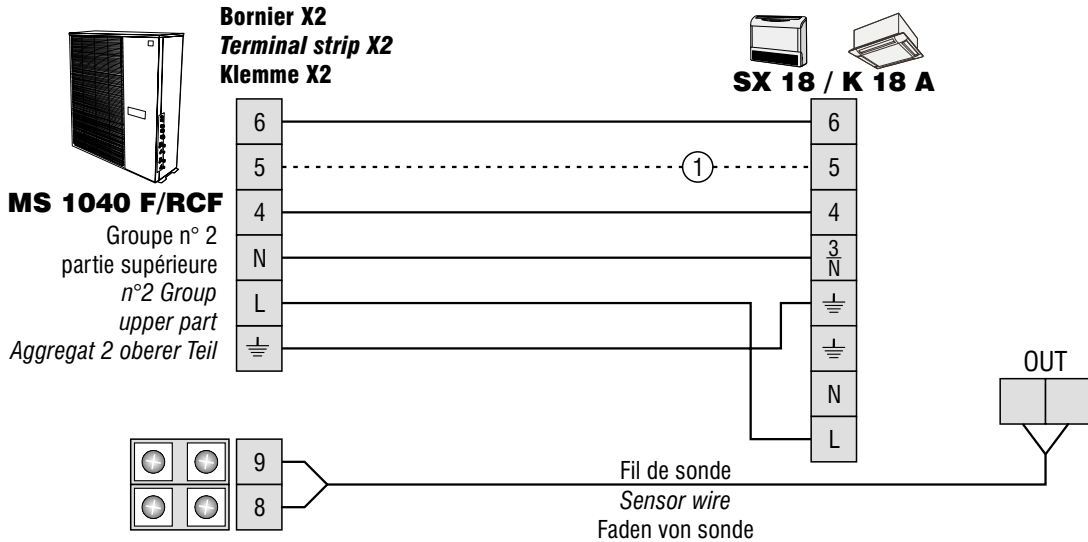 Bornier X2
Terminal strip X2
Klemme X2
SX 18 / K 18 A
MS 1040 F/RCF
Groupe n° 2
partie supérieure
n°2 Group
upper part
Aggregat 2 oberer Teil
6
5
4
N
L
1
6
5
4
3
N
N
L
OUT
9
8
Fil de sonde
Sensor wire
Faden von sonde